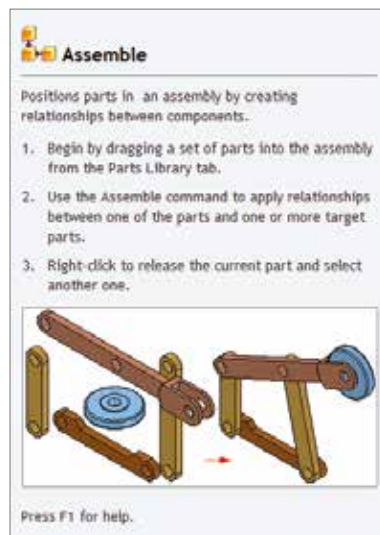 Assemble
Positions parts in an assembly by creating
relationships between components.
1. Begin by dragging a set of parts into the assembly
from the Parts Library tab.
2. Use the Assemble command to apply relationships
between one of the parts and one or more target
parts.
3. Right-click to release the current part and select
another one.
Press F1 for help.